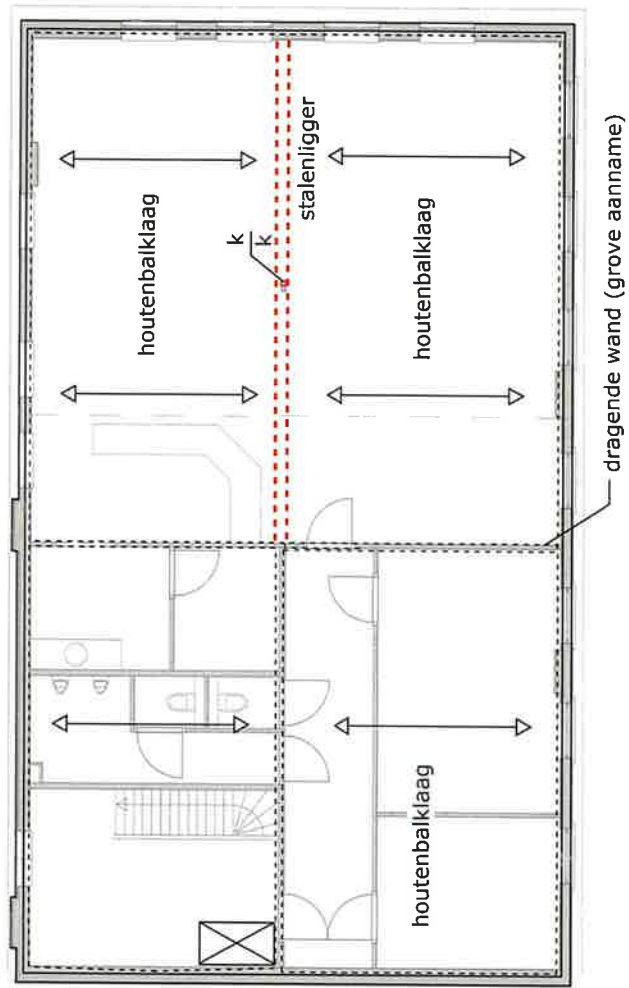 houtenbalklaag
k
k
stalenligger
houtenbalklaag
houtenbalklaag
dragende wand (grove aanname)